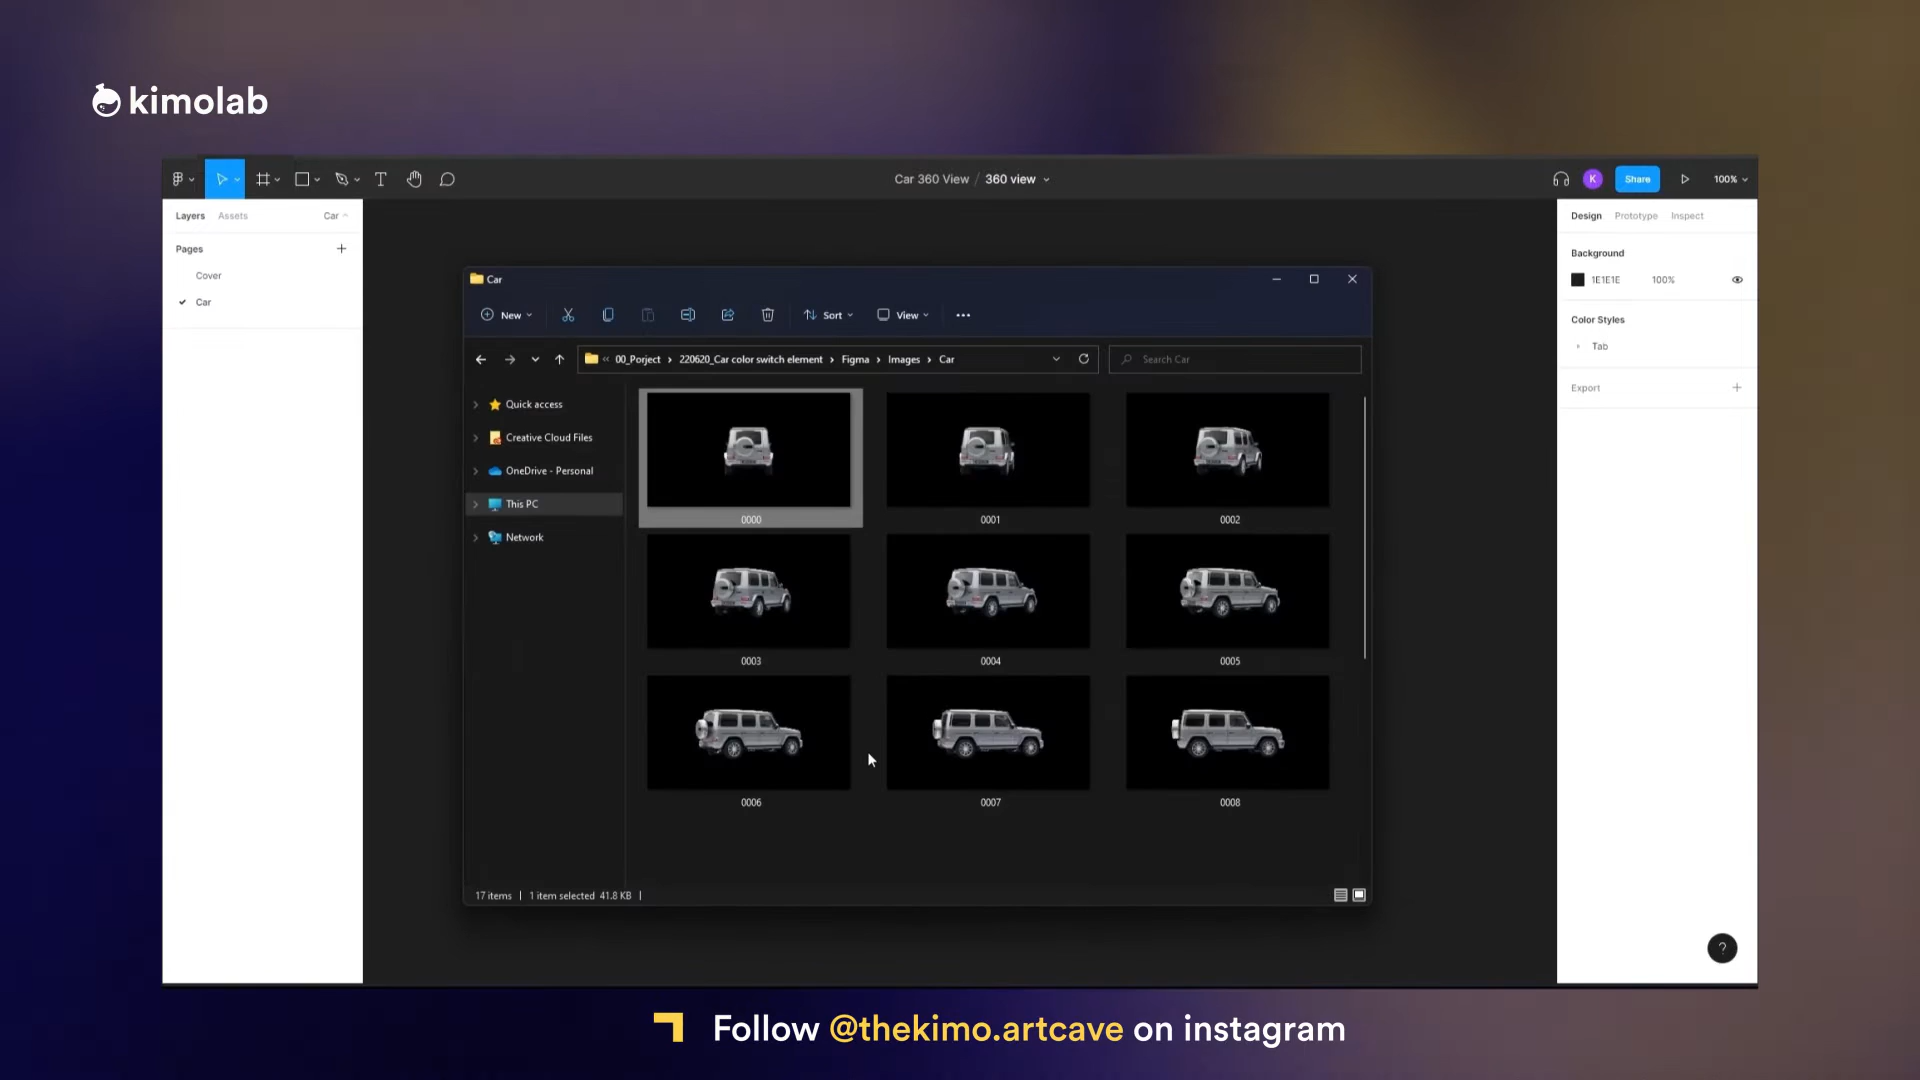 kimolab
Car 360 View / 360 view
K
Share
100%
Layers Assets Car
Pages
Cover
Car
Design Prototype Inspect
Background
1E1E1E 100%
Color Styles
Tab
Export
?
Car
New Sort View
« 00_Porject › 220620_Car color switch element › Figma › Images › Car
Search Car
Quick access
Creative Cloud Files
OneDrive - Personal
This PC
Network
0000 0001 0002
0003 0004 0005
0006 0007 0008
17 items | 1 item selected 41.8 KB |
Follow @thekimo.artcave on instagram